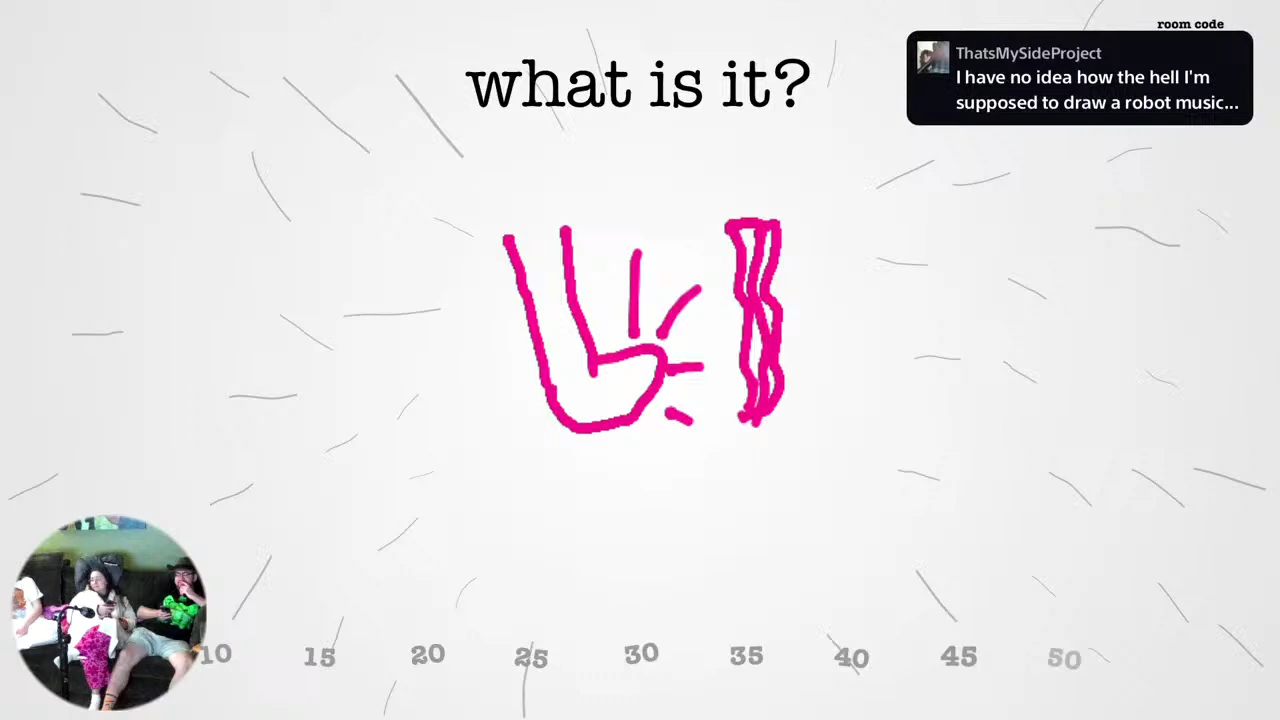 room code
what is it?
ThatsMySideProject
I have no idea how the hell I'm
supposed to draw a robot music...
10 15 20 25 30 35 40 45 50